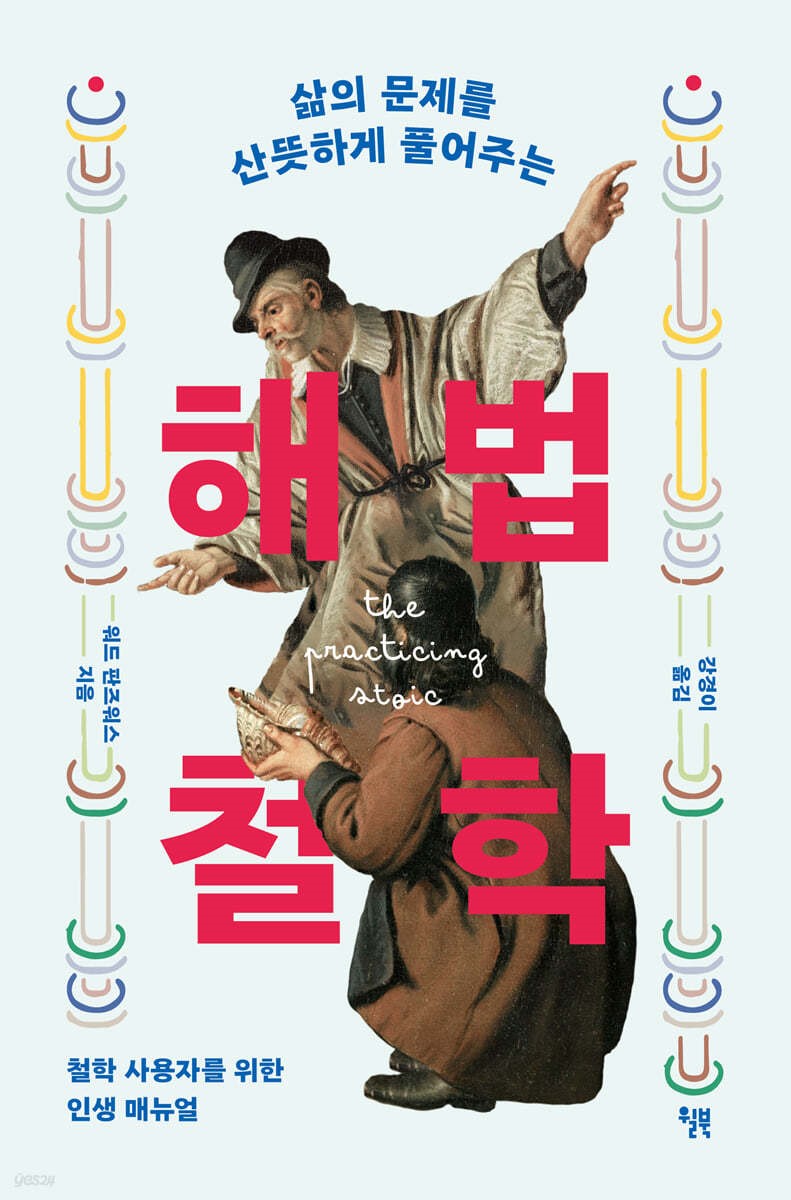 삶의 문제를
산뜻하게 풀어주는
해법
the
practicing
stoic
워드 판즈워스
지음
강경이
옮김
철학
철학 사용자를 위한
인생 매뉴얼
윌북
yes24